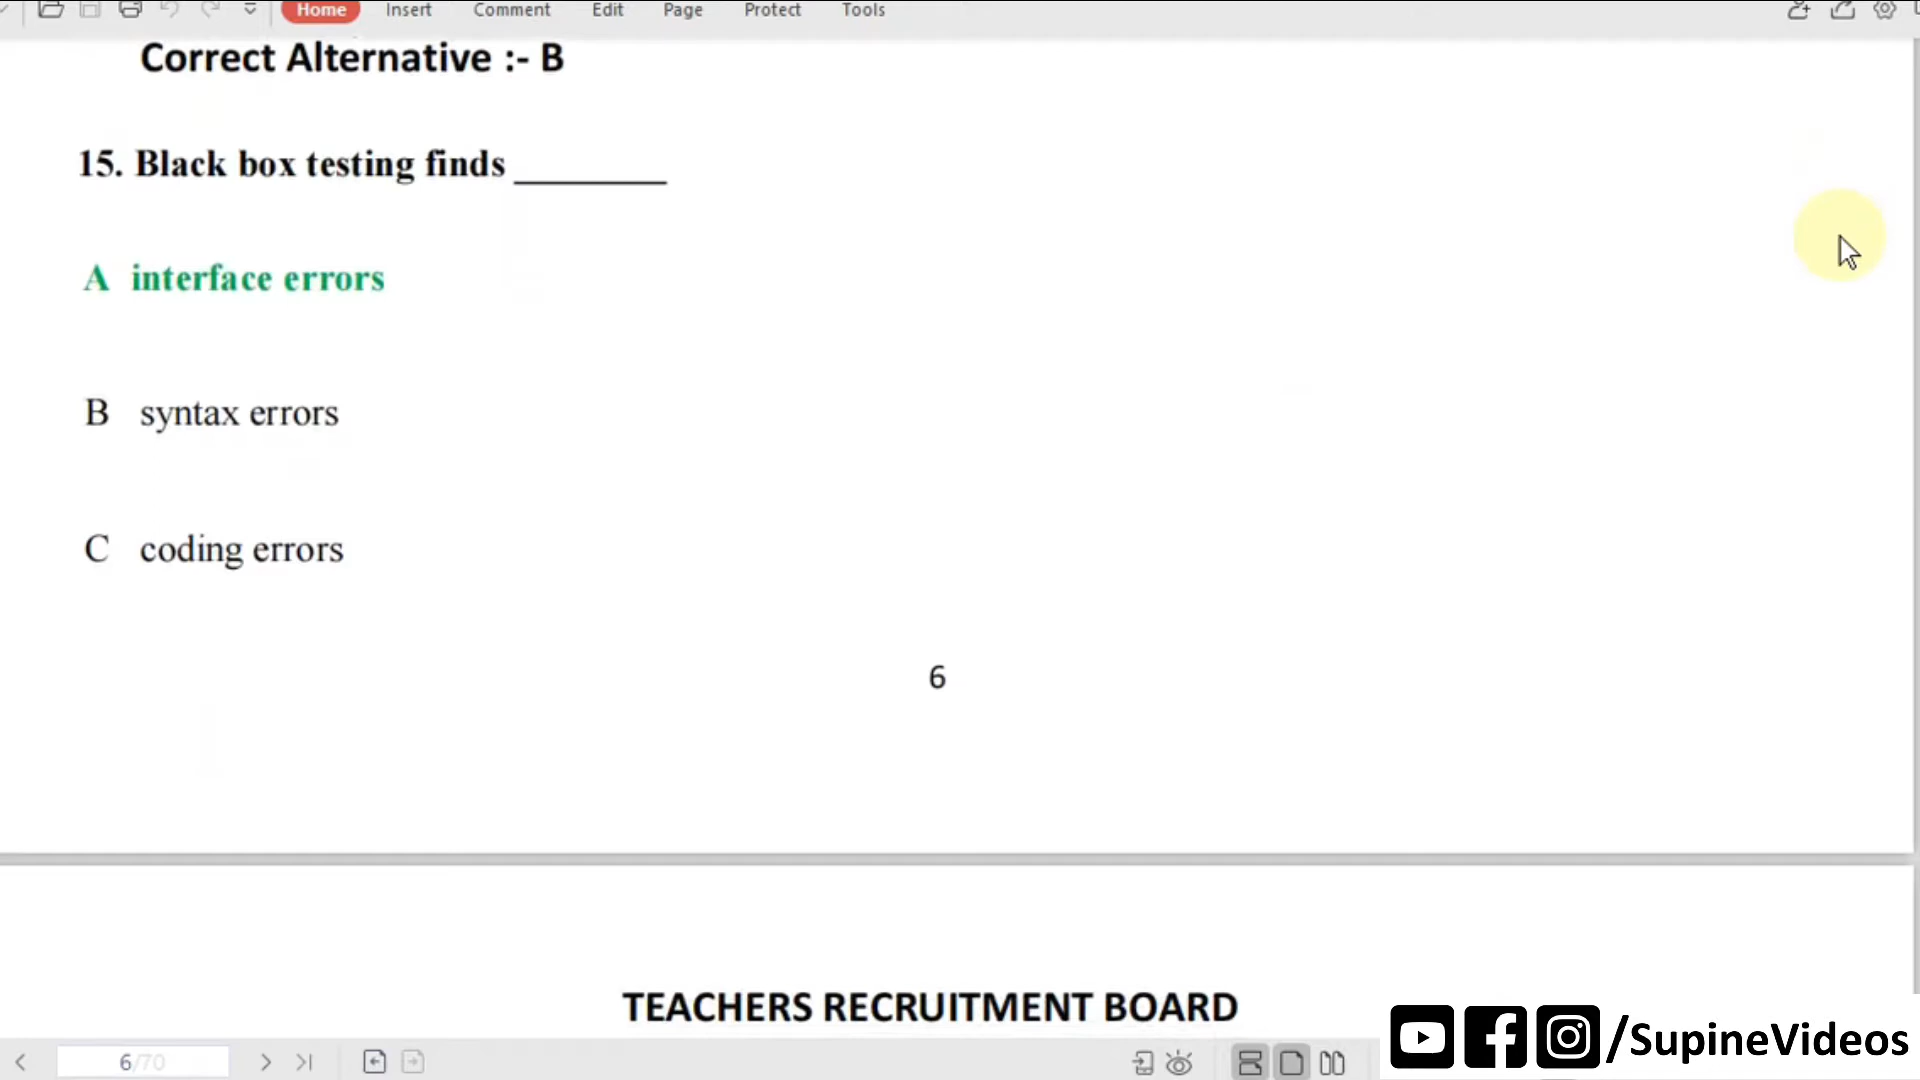 Home Insert Comment Edit Page Protect Tools
Correct Alternative :- B
15. Black box testing finds ________
A interface errors
B syntax errors
C coding errors
6
TEACHERS RECRUITMENT BOARD
6/70
/SupineVideos